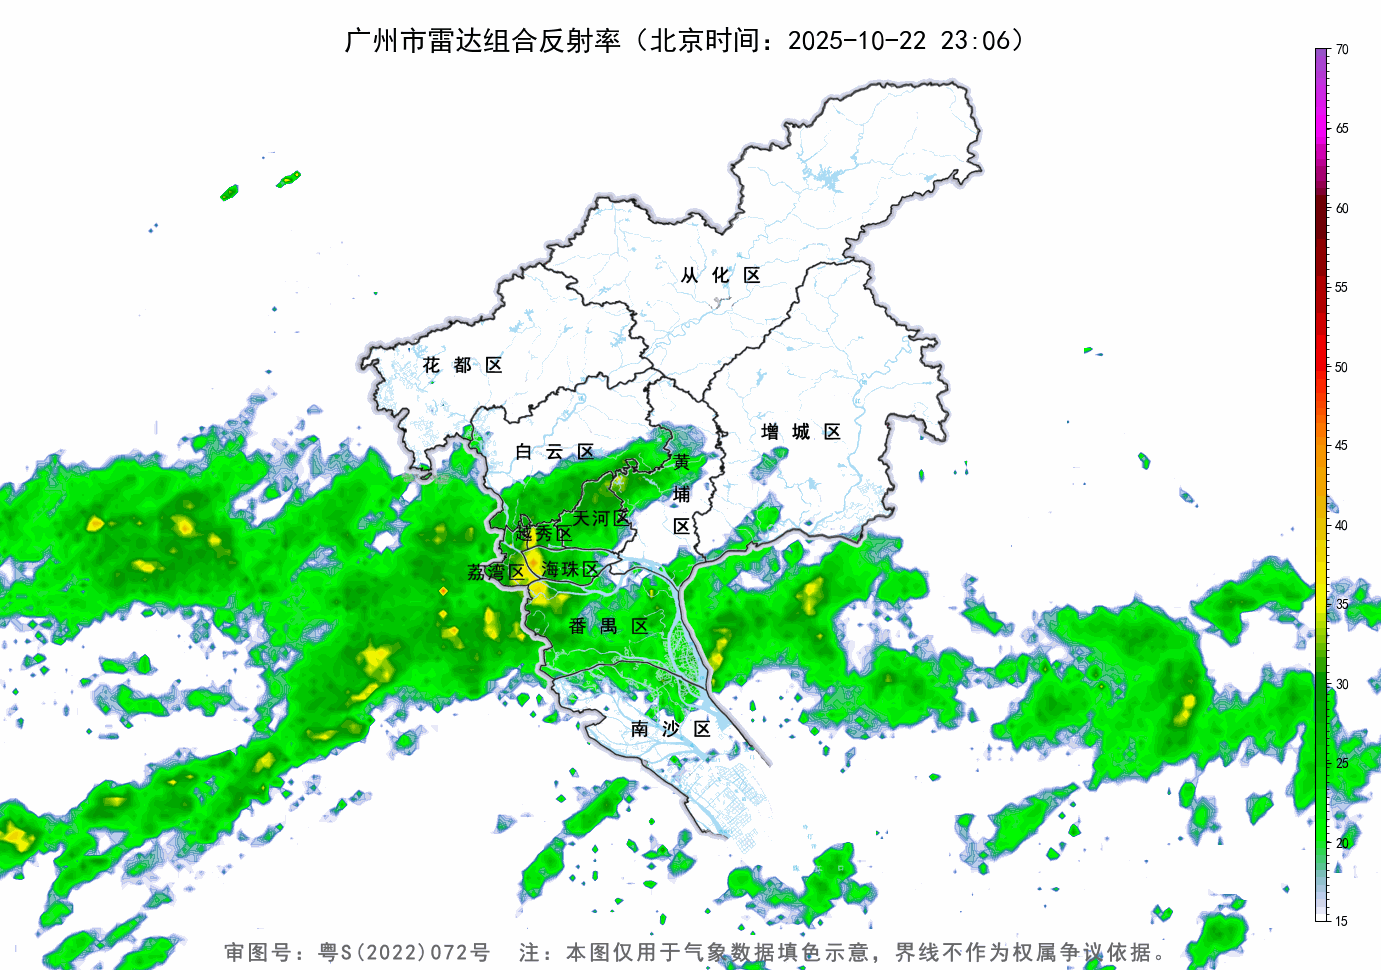 广州市雷达组合反射率（北京时间：2025-10-22 23:06）
70
65
60
55
50
45
40
35
30
25
20
15
从 化 区
花 都 区
增 城 区
白 云 区
黄
埔
区
天河区
越秀区
荔湾区
海珠区
番 禺 区
南 沙 区
审图号：粤S(2022)072号 注：本图仅用于气象数据填色示意，界线不作为权属争议依据。